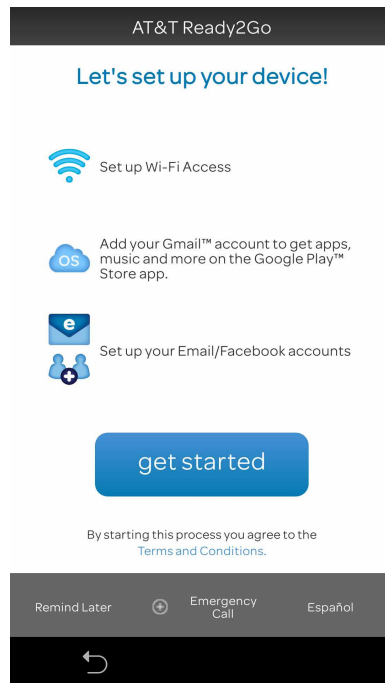 AT&T Ready2Go
Let's set up your device!
Set up Wi-Fi Access
OS
Add your Gmail™ account to get apps,
music and more on the Google Play™
Store app.
e
Set up your Email/Facebook accounts
get started
By starting this process you agree to the
Terms and Conditions.
Remind Later
Emergency
Call
Español